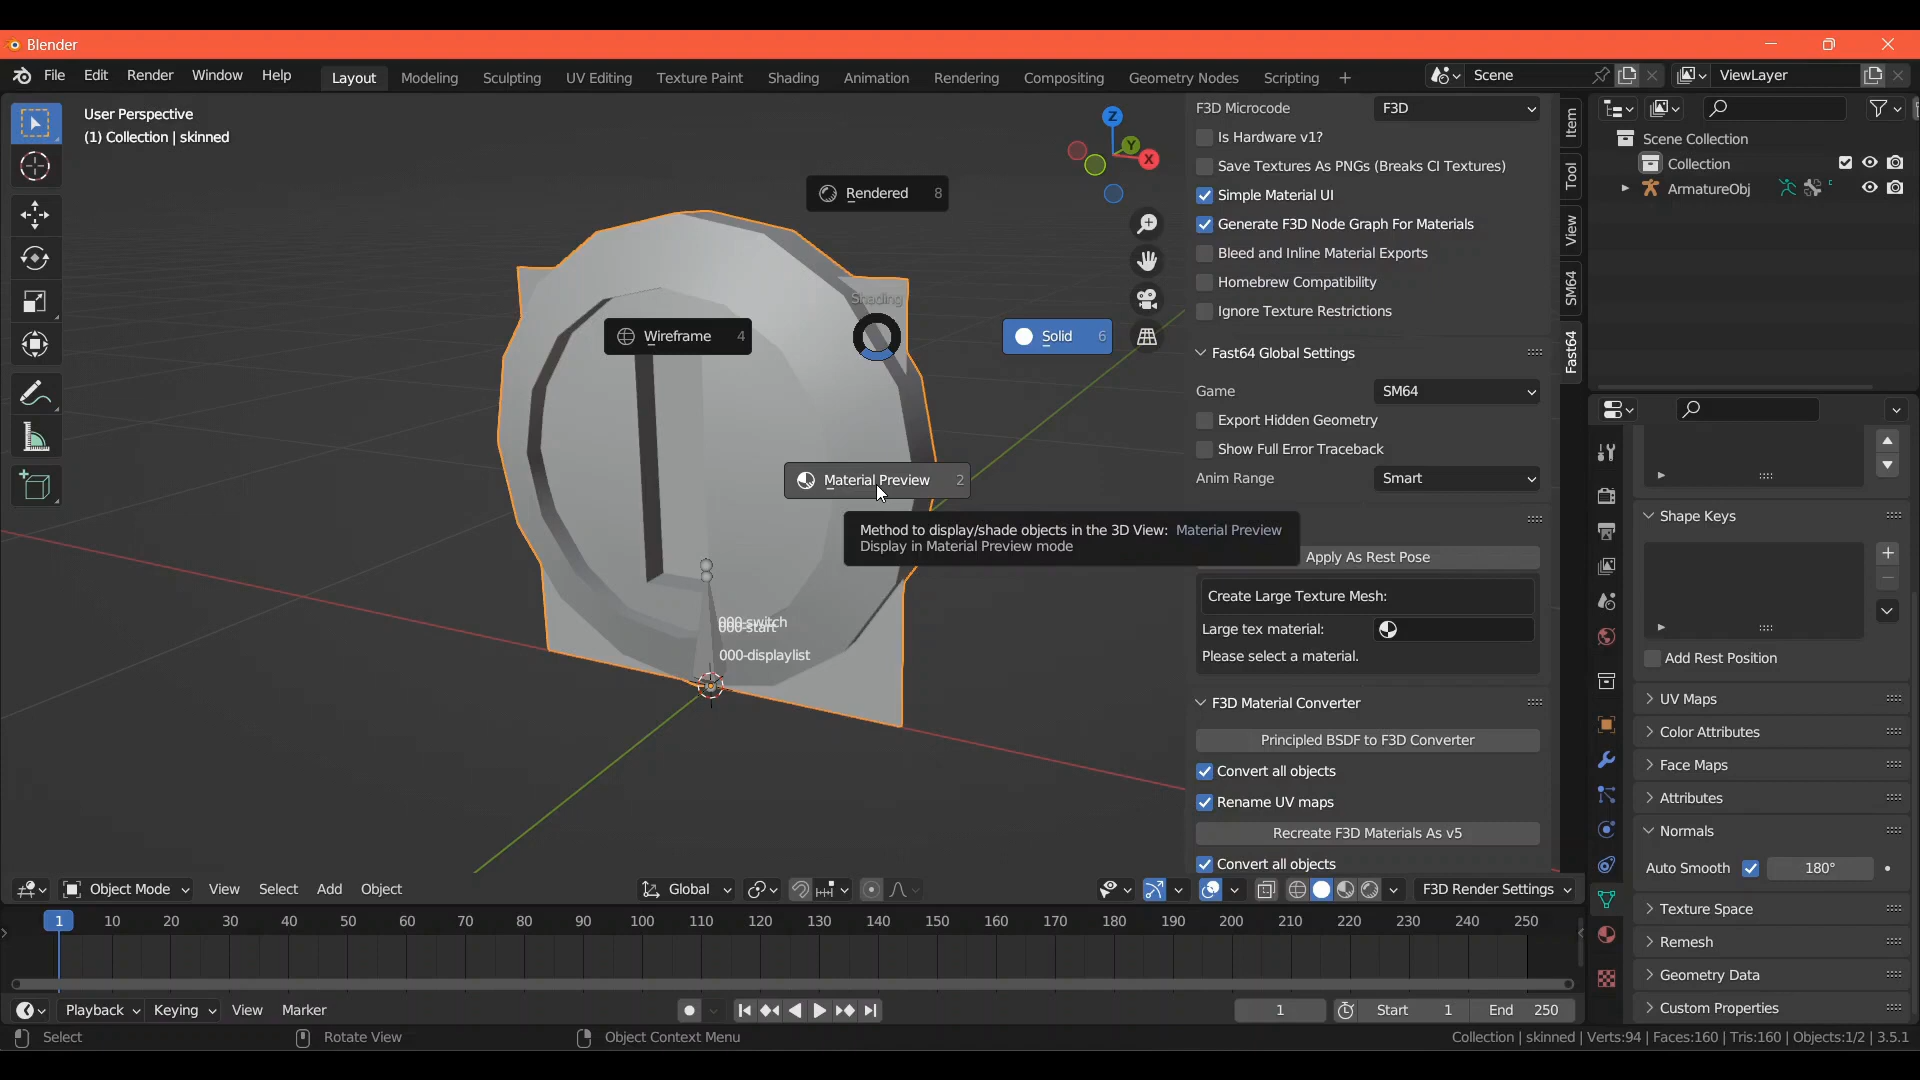 Blender
File Edit Render Window Help
Layout Modeling Sculpting UV Editing Texture Paint Shading Animation Rendering Compositing Geometry Nodes Scripting +
Scene
ViewLayer
User Perspective
(1) Collection | skinned
Z
Y
X
Rendered 8
Shading
Wireframe 4
Solid 6
Material Preview 2
Method to display/shade objects in the 3D View: Material Preview
Display in Material Preview mode
000-switch
000-start
000-displaylist
F3D Microcode F3D
Is Hardware v1?
Save Textures As PNGs (Breaks CI Textures)
Simple Material UI
Generate F3D Node Graph For Materials
Bleed and Inline Material Exports
Homebrew Compatibility
Ignore Texture Restrictions
Fast64 Global Settings
Game SM64
Export Hidden Geometry
Show Full Error Traceback
Anim Range Smart
Apply As Rest Pose
Create Large Texture Mesh:
Large tex material:
Please select a material.
F3D Material Converter
Principled BSDF to F3D Converter
Convert all objects
Rename UV maps
Recreate F3D Materials As v5
Convert all objects
Item
Tool
View
SM64
Fast64
Scene Collection
Collection
ArmatureObj
Shape Keys
Add Rest Position
UV Maps
Color Attributes
Face Maps
Attributes
Normals
Auto Smooth 180°
Texture Space
Remesh
Geometry Data
Custom Properties
Object Mode View Select Add Object
Global
F3D Render Settings
1 10 20 30 40 50 60 70 80 90 100 110 120 130 140 150 160 170 180 190 200 210 220 230 240 250
Playback Keying View Marker
1 Start 1 End 250
Select Rotate View Object Context Menu
Collection | skinned | Verts:94 | Faces:160 | Tris:160 | Objects:1/2 | 3.5.1